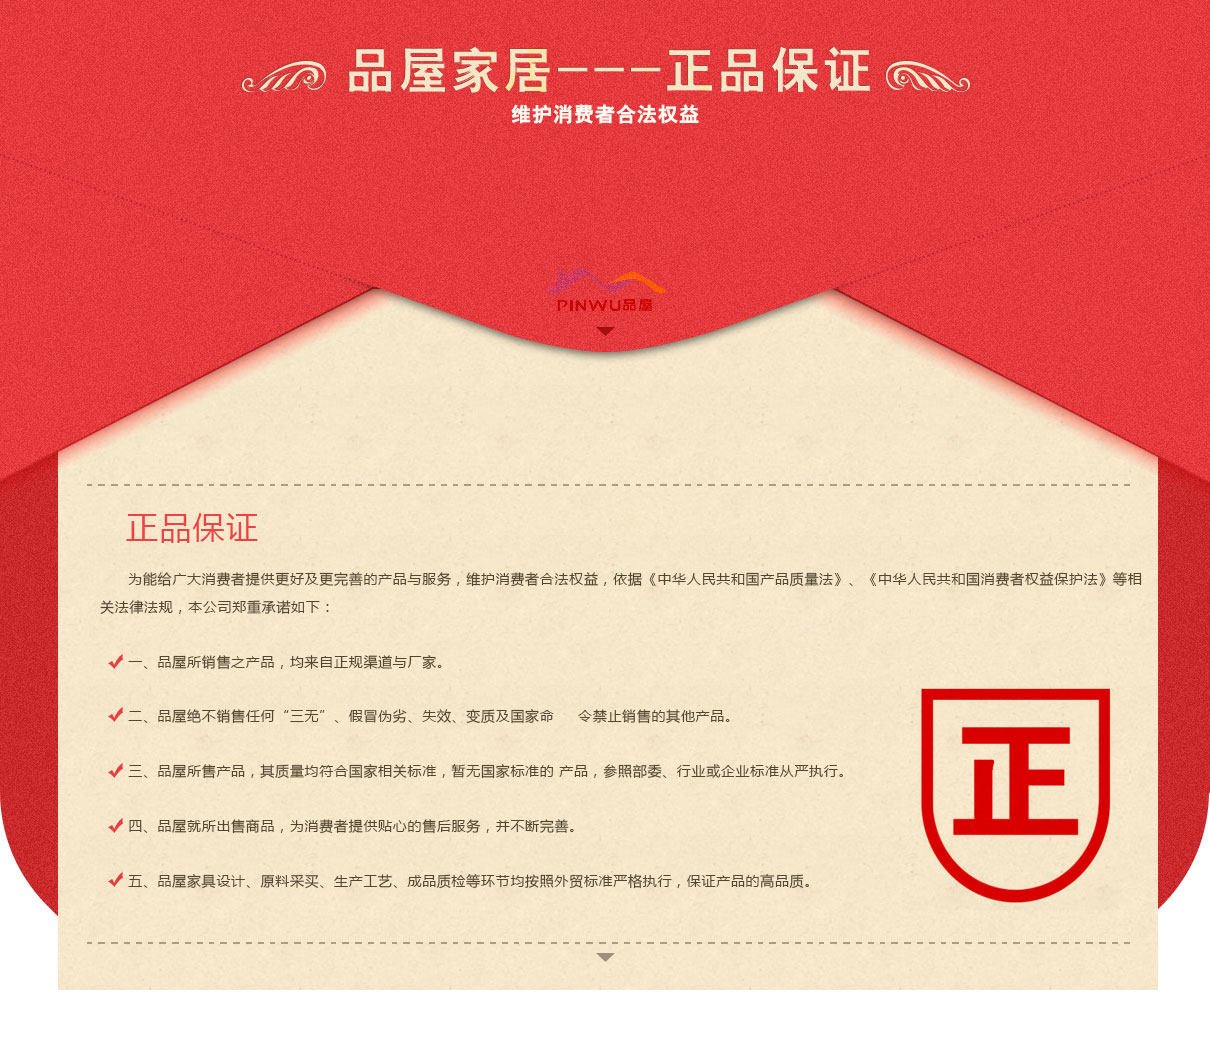 品屋家居———正品保证
维护消费者合法权益
PINWU品屋
正品保证
为能给广大消费者提供更好及更完善的产品与服务，维护消费者合法权益，依据《中华人民共和国产品质量法》、《中华人民共和国消费者权益保护法》等相
关法律法规，本公司郑重承诺如下：
一、品屋所销售之产品，均来自正规渠道与厂家。
二、品屋绝不销售任何“三无”、假冒伪劣、失效、变质及国家命 令禁止销售的其他产品。
三、品屋所售产品，其质量均符合国家相关标准，暂无国家标准的 产品，参照部委、行业或企业标准从严执行。
四、品屋就所出售商品，为消费者提供贴心的售后服务，并不断完善。
五、品屋家具设计、原料采买、生产工艺、成品质检等环节均按照外贸标准严格执行，保证产品的高品质。
正